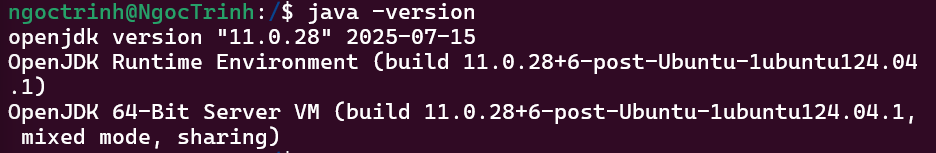 ngoctrinh@NgocTrinh:/$ java -version
openjdk version "11.0.28" 2025-07-15
OpenJDK Runtime Environment (build 11.0.28+6-post-Ubuntu-1ubuntu124.04
.1)
OpenJDK 64-Bit Server VM (build 11.0.28+6-post-Ubuntu-1ubuntu124.04.1,
 mixed mode, sharing)